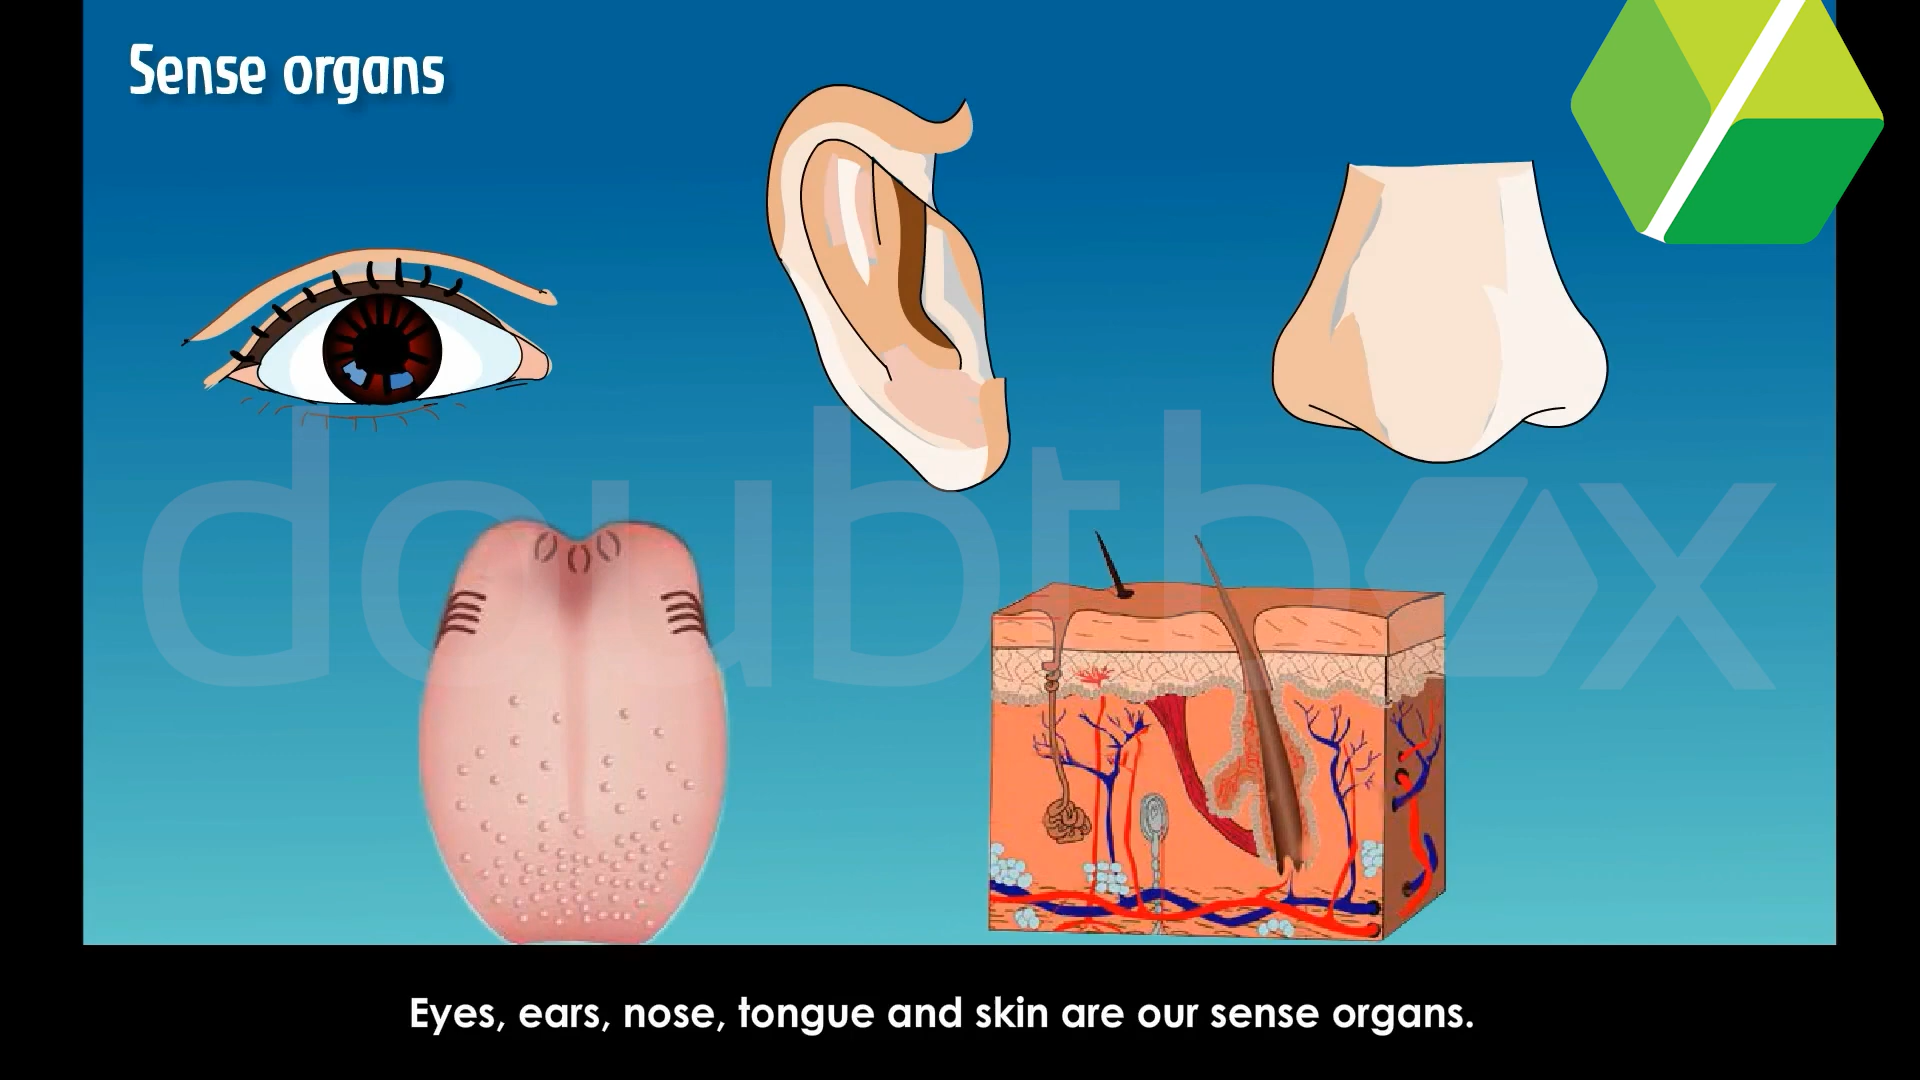 Sense organs
doubtbox
Eyes, ears, nose, tongue and skin are our sense organs.